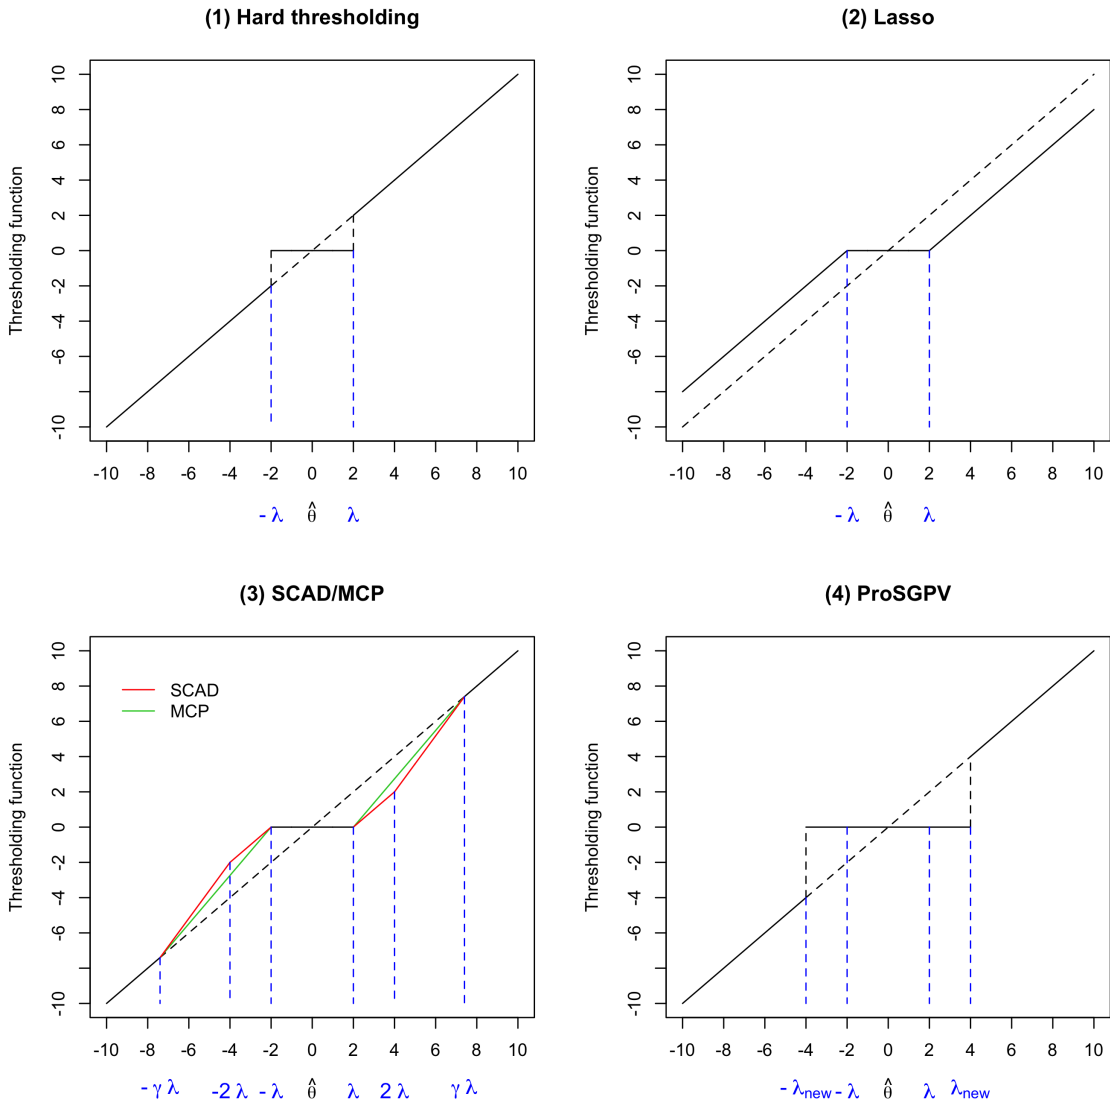 (1) Hard thresholding
Thresholding function
10
8
6
4
2
0
-2
-4
-6
-10
-10 -8 -6 -4 -2 0 2 4 6 8 10
- λ θ̂ λ
(2) Lasso
Thresholding function
10
8
6
4
2
0
-2
-4
-6
-10
-10 -8 -6 -4 -2 0 2 4 6 8 10
- λ θ̂ λ
(3) SCAD/MCP
Thresholding function
10
8
6
4
2
0
-2
-4
-6
-10
SCAD
MCP
-10 -8 -6 -4 -2 0 2 4 6 8 10
- γ λ -2 λ - λ θ̂ λ 2 λ γ λ
(4) ProSGPV
Thresholding function
10
8
6
4
2
0
-2
-4
-6
-10
-10 -8 -6 -4 -2 0 2 4 6 8 10
- λnew - λ θ̂ λ λnew